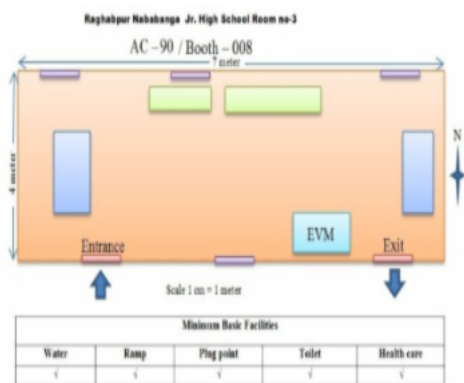 Raghabpur Nababanga Jr. High School Room no-3
AC – 90 / Booth – 008
7 meter
4 meter
N
EVM
Entrance
Exit
Scale 1 cm = 1 meter
Minimum Basic Facilities
Water Ramp Plug point Toilet Health care
√ √ √ √ √